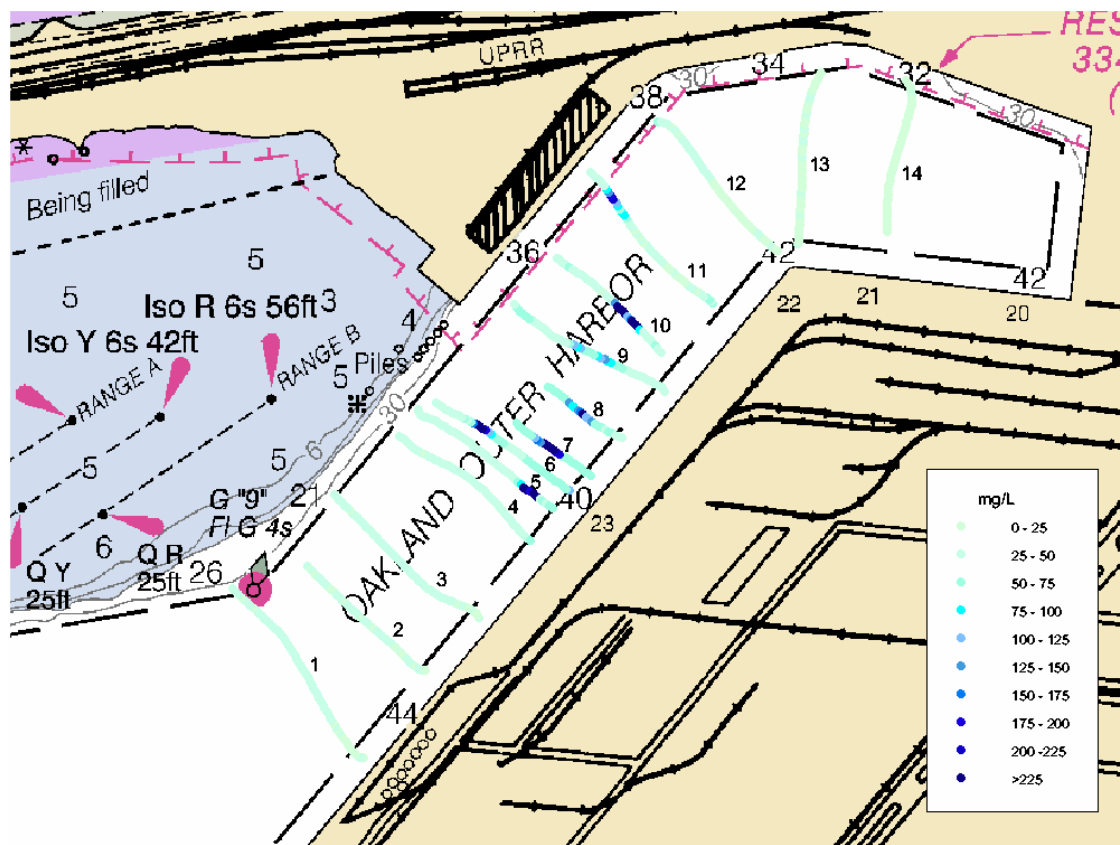 UPRR
RES
334
(
34
32
30
30
38
Being filled
13
14
12
36
42
42
5
5
3
11
22
21
20
Iso R 6s 56ft
Iso Y 6s 42ft
4
10
RANGE A
RANGE B
5
Piles
9
30
8
OAKLAND OUTER HARBOR
7
6
6
5
4
5
5
40
23
G "9"
Fl G 4s
21
6
Q Y
25ft
Q R
25ft
26
3
2
1
44
mg/L
0 - 25
25 - 50
50 - 75
75 - 100
100 - 125
125 - 150
150 - 175
175 - 200
200 - 225
>225